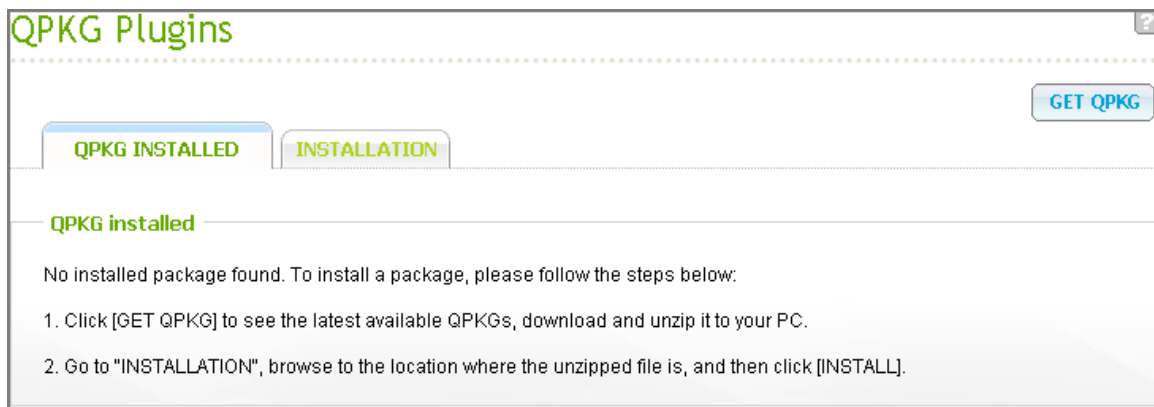 QPKG Plugins
?
GET QPKG
QPKG INSTALLED
INSTALLATION
QPKG installed
No installed package found. To install a package, please follow the steps below:
1. Click [GET QPKG] to see the latest available QPKGs, download and unzip it to your PC.
2. Go to "INSTALLATION", browse to the location where the unzipped file is, and then click [INSTALL].